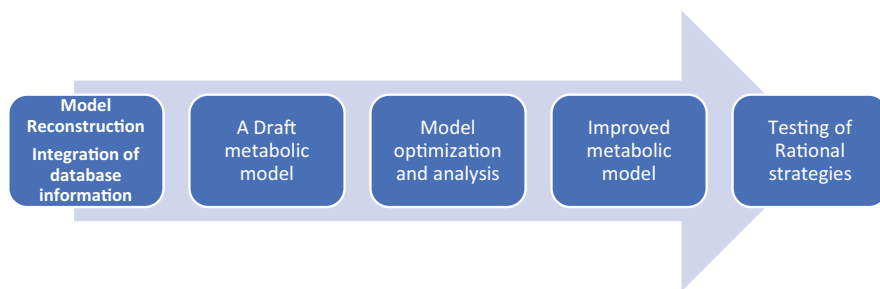 Model
Reconstruction
Integration of
database
information
A Draft
metabolic
model
Model
optimization
and analysis
Improved
metabolic
model
Testing of
Rational
strategies